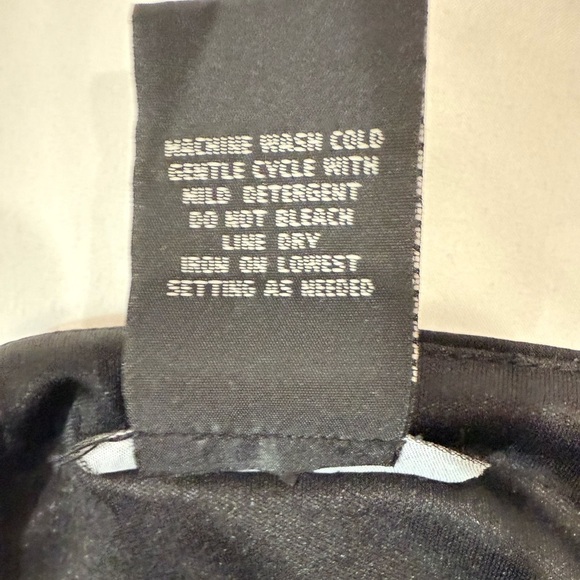 MACHINE WASH COLD
GENTLE CYCLE WITH
MILD DETERGENT
DO NOT BLEACH
LINE DRY
IRON ON LOWEST
SETTING AS NEEDED